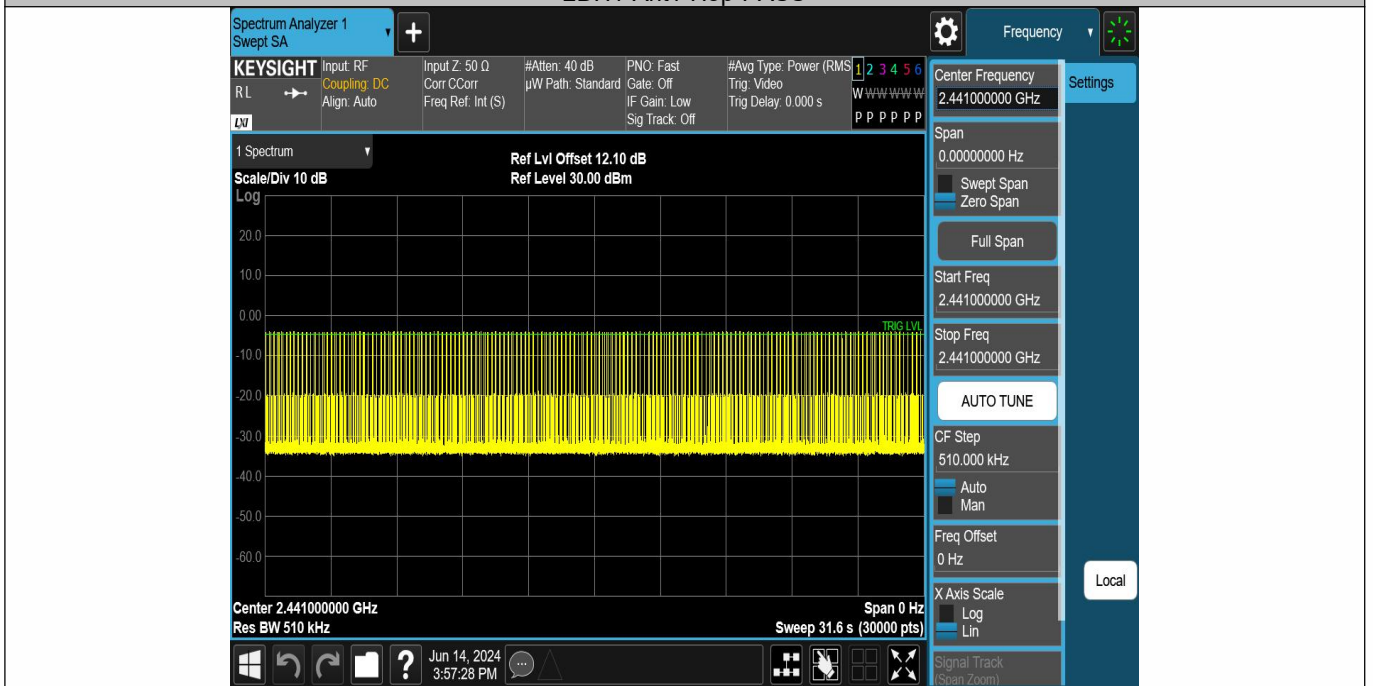 Spectrum Analyzer 1
Swept SA
Frequency
KEYSIGHT
R L
LXI
Input: RF
Coupling: DC
Align: Auto
Input Z: 50 Ω
Corr CCorr
Freq Ref: Int (S)
#Atten: 40 dB
µW Path: Standard
PNO: Fast
Gate: Off
IF Gain: Low
Sig Track: Off
#Avg Type: Power (RMS
Trig: Video
Trig Delay: 0.000 s
1 2 3 4 5 6
W W W W W W
P P P P P P
Center Frequency
2.441000000 GHz
Settings
Span
0.00000000 Hz
Swept Span
Zero Span
Full Span
Start Freq
2.441000000 GHz
Stop Freq
2.441000000 GHz
AUTO TUNE
CF Step
510.000 kHz
Auto
Man
Freq Offset
0 Hz
X Axis Scale
Log
Lin
Signal Track
(Span Zoom)
Local
1 Spectrum
Scale/Div 10 dB
Ref Lvl Offset 12.10 dB
Ref Level 30.00 dBm
Log
20.0
10.0
0.00
-10.0
-20.0
-30.0
-40.0
-50.0
-60.0
TRIG LVL
Center 2.441000000 GHz
Span 0 Hz
Res BW 510 kHz
Sweep 31.6 s (30000 pts)
?
Jun 14, 2024
3:57:28 PM